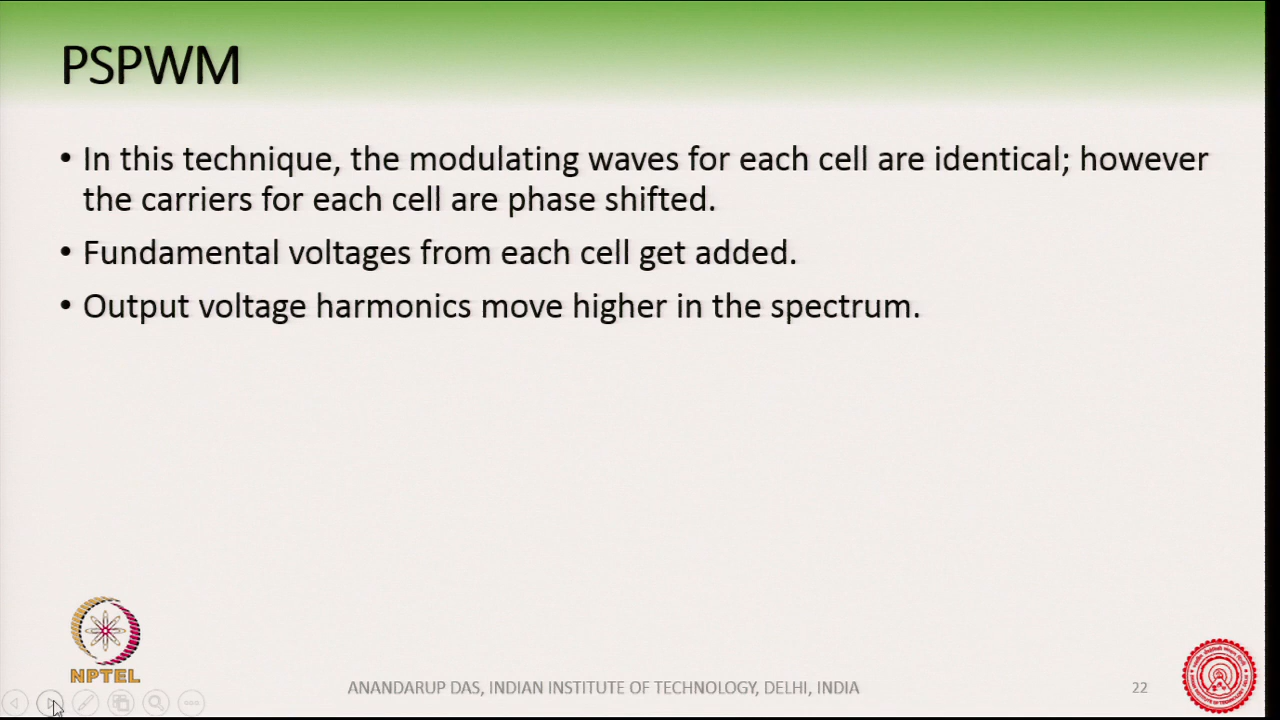 PSPWM
• In this technique, the modulating waves for each cell are identical; however
the carriers for each cell are phase shifted.
• Fundamental voltages from each cell get added.
• Output voltage harmonics move higher in the spectrum.
NPTEL
ANANDARUP DAS, INDIAN INSTITUTE OF TECHNOLOGY, DELHI, INDIA
22